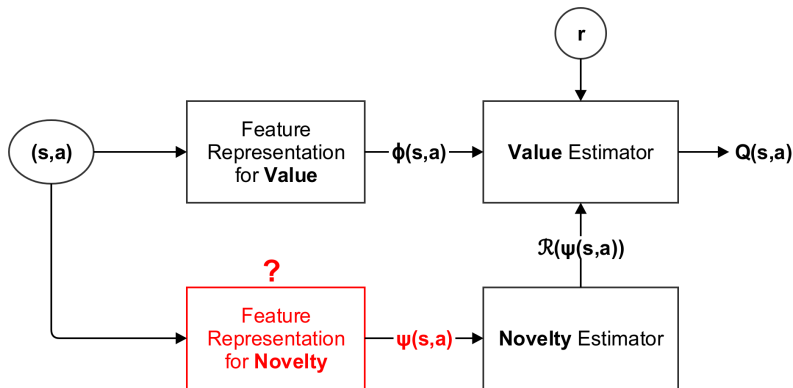 r
(s,a)
Feature
Representation
for Value
ϕ(s,a)
Value Estimator
Q(s,a)
ℛ(ψ(s,a))
?
Feature
Representation
for Novelty
ψ(s,a)
Novelty Estimator